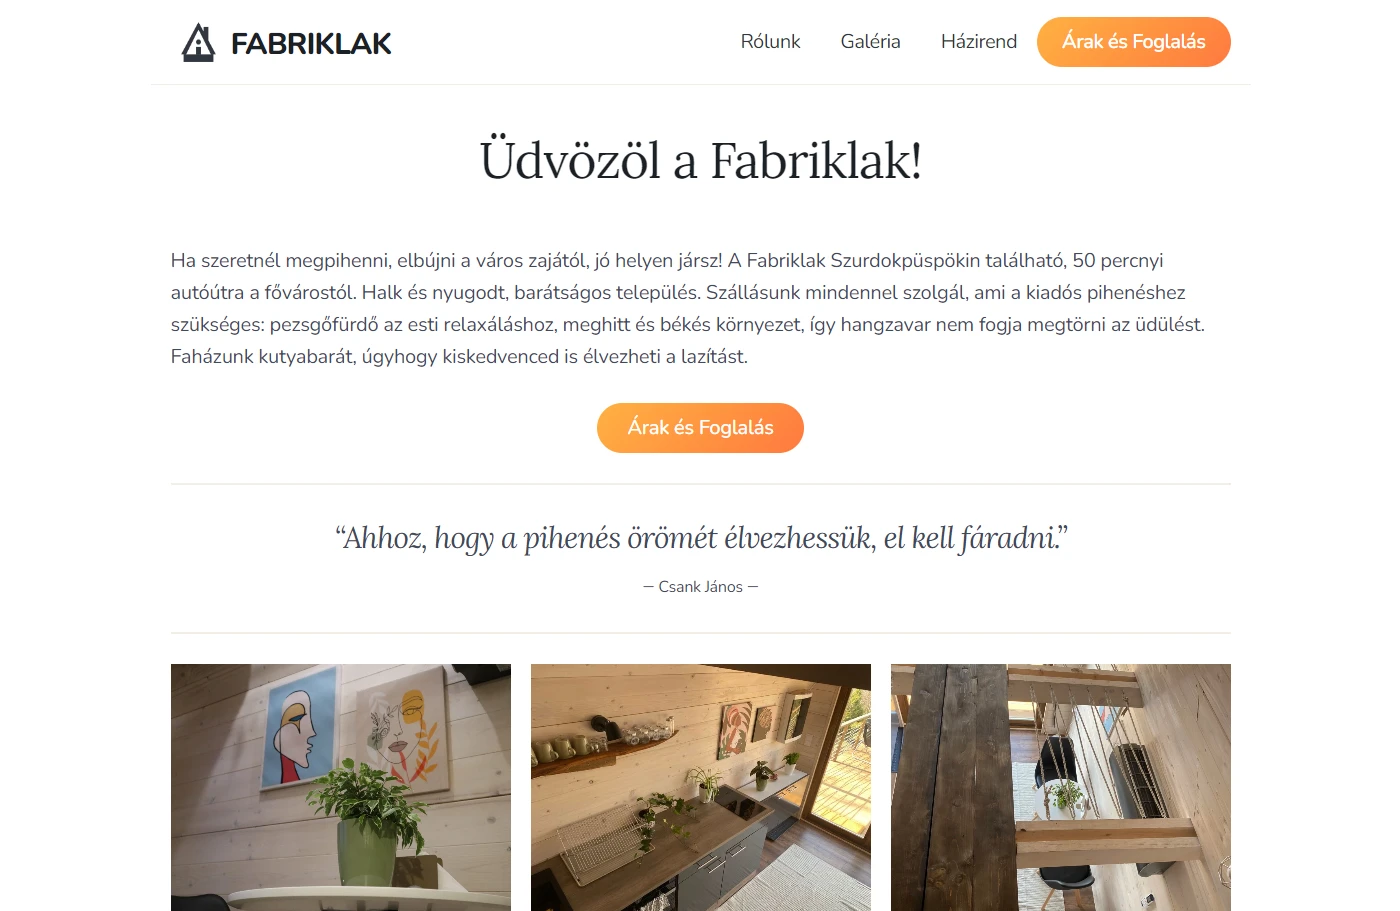 FABRIKLAK
Rólunk
Galéria
Házirend
Árak és Foglalás
Üdvözöl a Fabriklak!
Ha szeretnél megpihenni, elbújni a város zajától, jó helyen jársz! A Fabriklak Szurdokpüspökin található, 50 percnyi
autóútra a fővárostól. Halk és nyugodt, barátságos település. Szállásunk mindennel szolgál, ami a kiadós pihenéshez
szükséges: pezsgőfürdő az esti relaxáláshoz, meghitt és békés környezet, így hangzavar nem fogja megtörni az üdülést.
Faházunk kutyabarát, úgyhogy kiskedvenced is élvezheti a lazítást.
Árak és Foglalás
“Ahhoz, hogy a pihenés örömét élvezhessük, el kell fáradni.”
— Csank János —